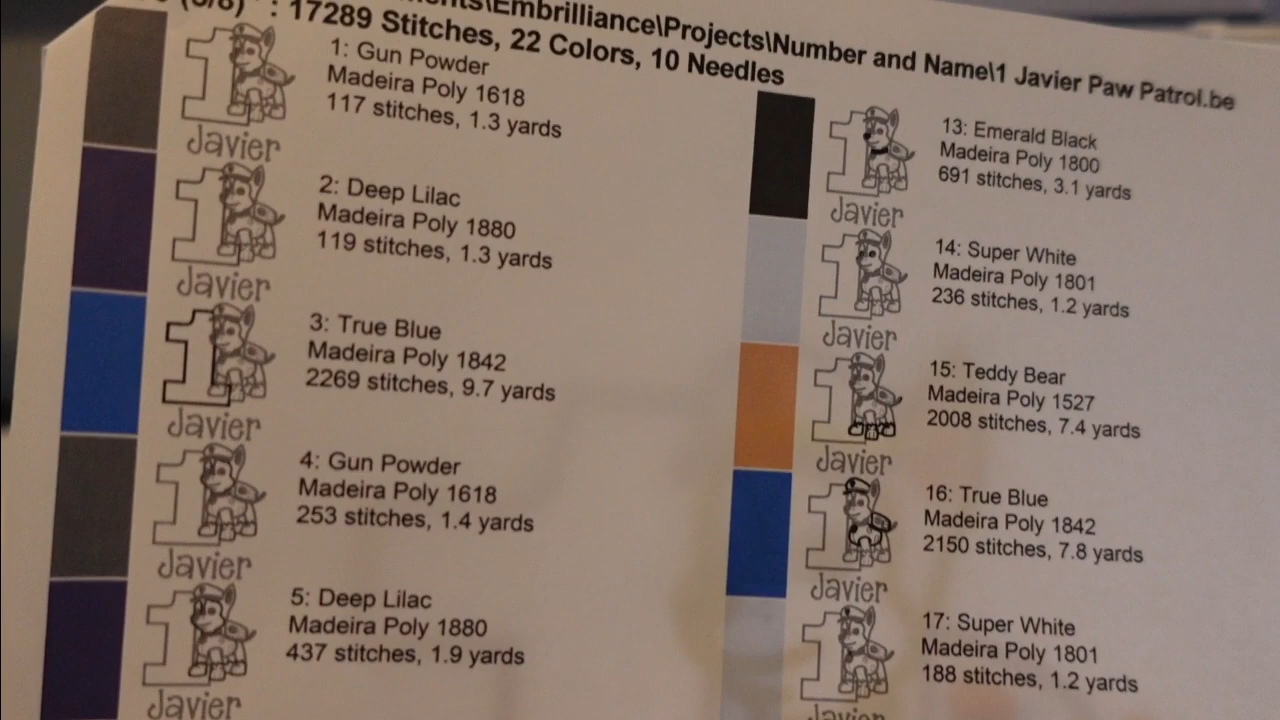 ents\Embrilliance\Projects\Number and Name\1 Javier Paw Patrol.be
: 17289 Stitches, 22 Colors, 10 Needles
1: Gun Powder
Madeira Poly 1618
117 stitches, 1.3 yards
Javier
2: Deep Lilac
Madeira Poly 1880
119 stitches, 1.3 yards
Javier
3: True Blue
Madeira Poly 1842
2269 stitches, 9.7 yards
Javier
4: Gun Powder
Madeira Poly 1618
253 stitches, 1.4 yards
Javier
5: Deep Lilac
Madeira Poly 1880
437 stitches, 1.9 yards
Javier
13: Emerald Black
Madeira Poly 1800
691 stitches, 3.1 yards
Javier
14: Super White
Madeira Poly 1801
236 stitches, 1.2 yards
Javier
15: Teddy Bear
Madeira Poly 1527
2008 stitches, 7.4 yards
Javier
16: True Blue
Madeira Poly 1842
2150 stitches, 7.8 yards
Javier
17: Super White
Madeira Poly 1801
188 stitches, 1.2 yards
Javier